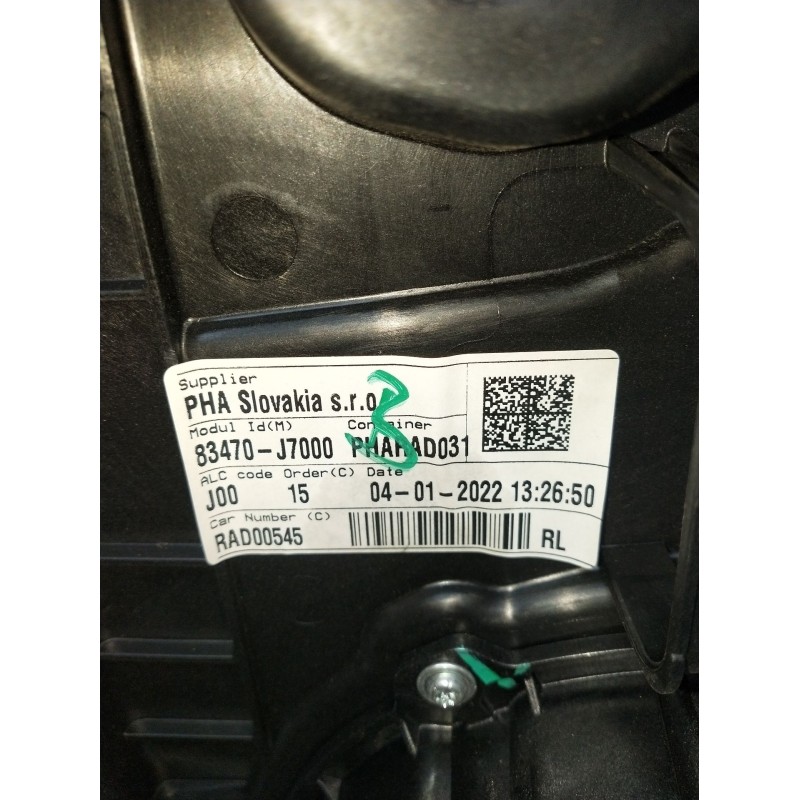 Supplier
PHA Slovakia s.r.o.
Modul Id(M) Container
83470-J7000 PHARAD031
ALC code Order(C) Date
J00 15 04-01-2022 13:26:50
Car Number (C)
RAD00545 RL
B